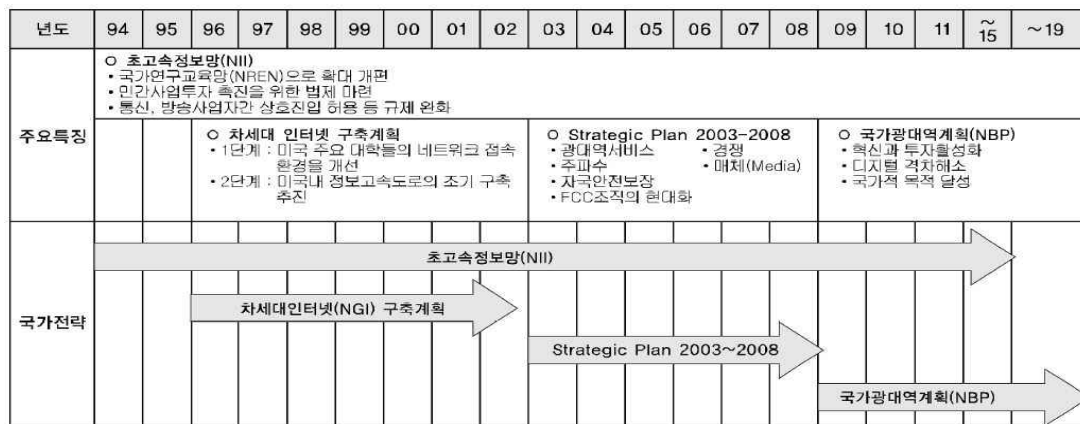 년도 94 95 96 97 98 99 00 01 02 03 04 05 06 07 08 09 10 11 ~15 ~19
주요특징
○ 초고속정보망(NII)
• 국가연구교육망(NREN)으로 확대 개편
• 민간사업투자 촉진을 위한 법제 마련
• 통신, 방송사업자간 상호진입 허용 등 규제 완화
○ 차세대 인터넷 구축계획
• 1단계 : 미국 주요 대학들의 네트워크 접속
환경을 개선
• 2단계 : 미국내 정보고속도로의 조기 구축
추진
○ Strategic Plan 2003-2008
• 광대역서비스 • 경쟁
• 주파수 • 매체(Media)
• 자국안전보장
• FCC조직의 현대화
○ 국가광대역계획(NBP)
• 혁신과 투자활성화
• 디지털 격차해소
• 국가적 목적 달성
국가전략
초고속정보망(NII)
차세대인터넷(NGI) 구축계획
Strategic Plan 2003~2008
국가광대역계획(NBP)